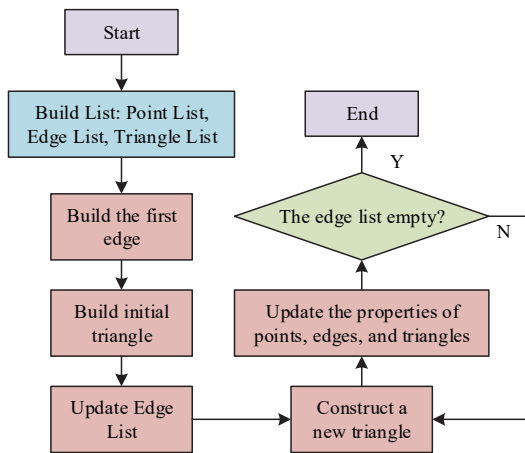 Start
Build List: Point List,
Edge List, Triangle List
Build the first
edge
Build initial
triangle
Update Edge
List
Construct a
new triangle
Update the properties of
points, edges, and triangles
The edge list empty?
Y
N
End